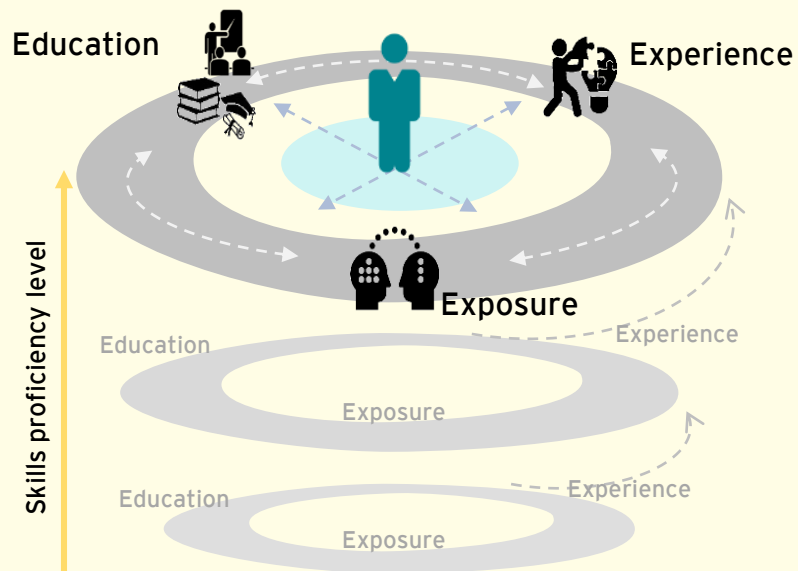 Education
Experience
Exposure
Skills proficiency level
Education
Experience
Exposure
Education
Experience
Exposure